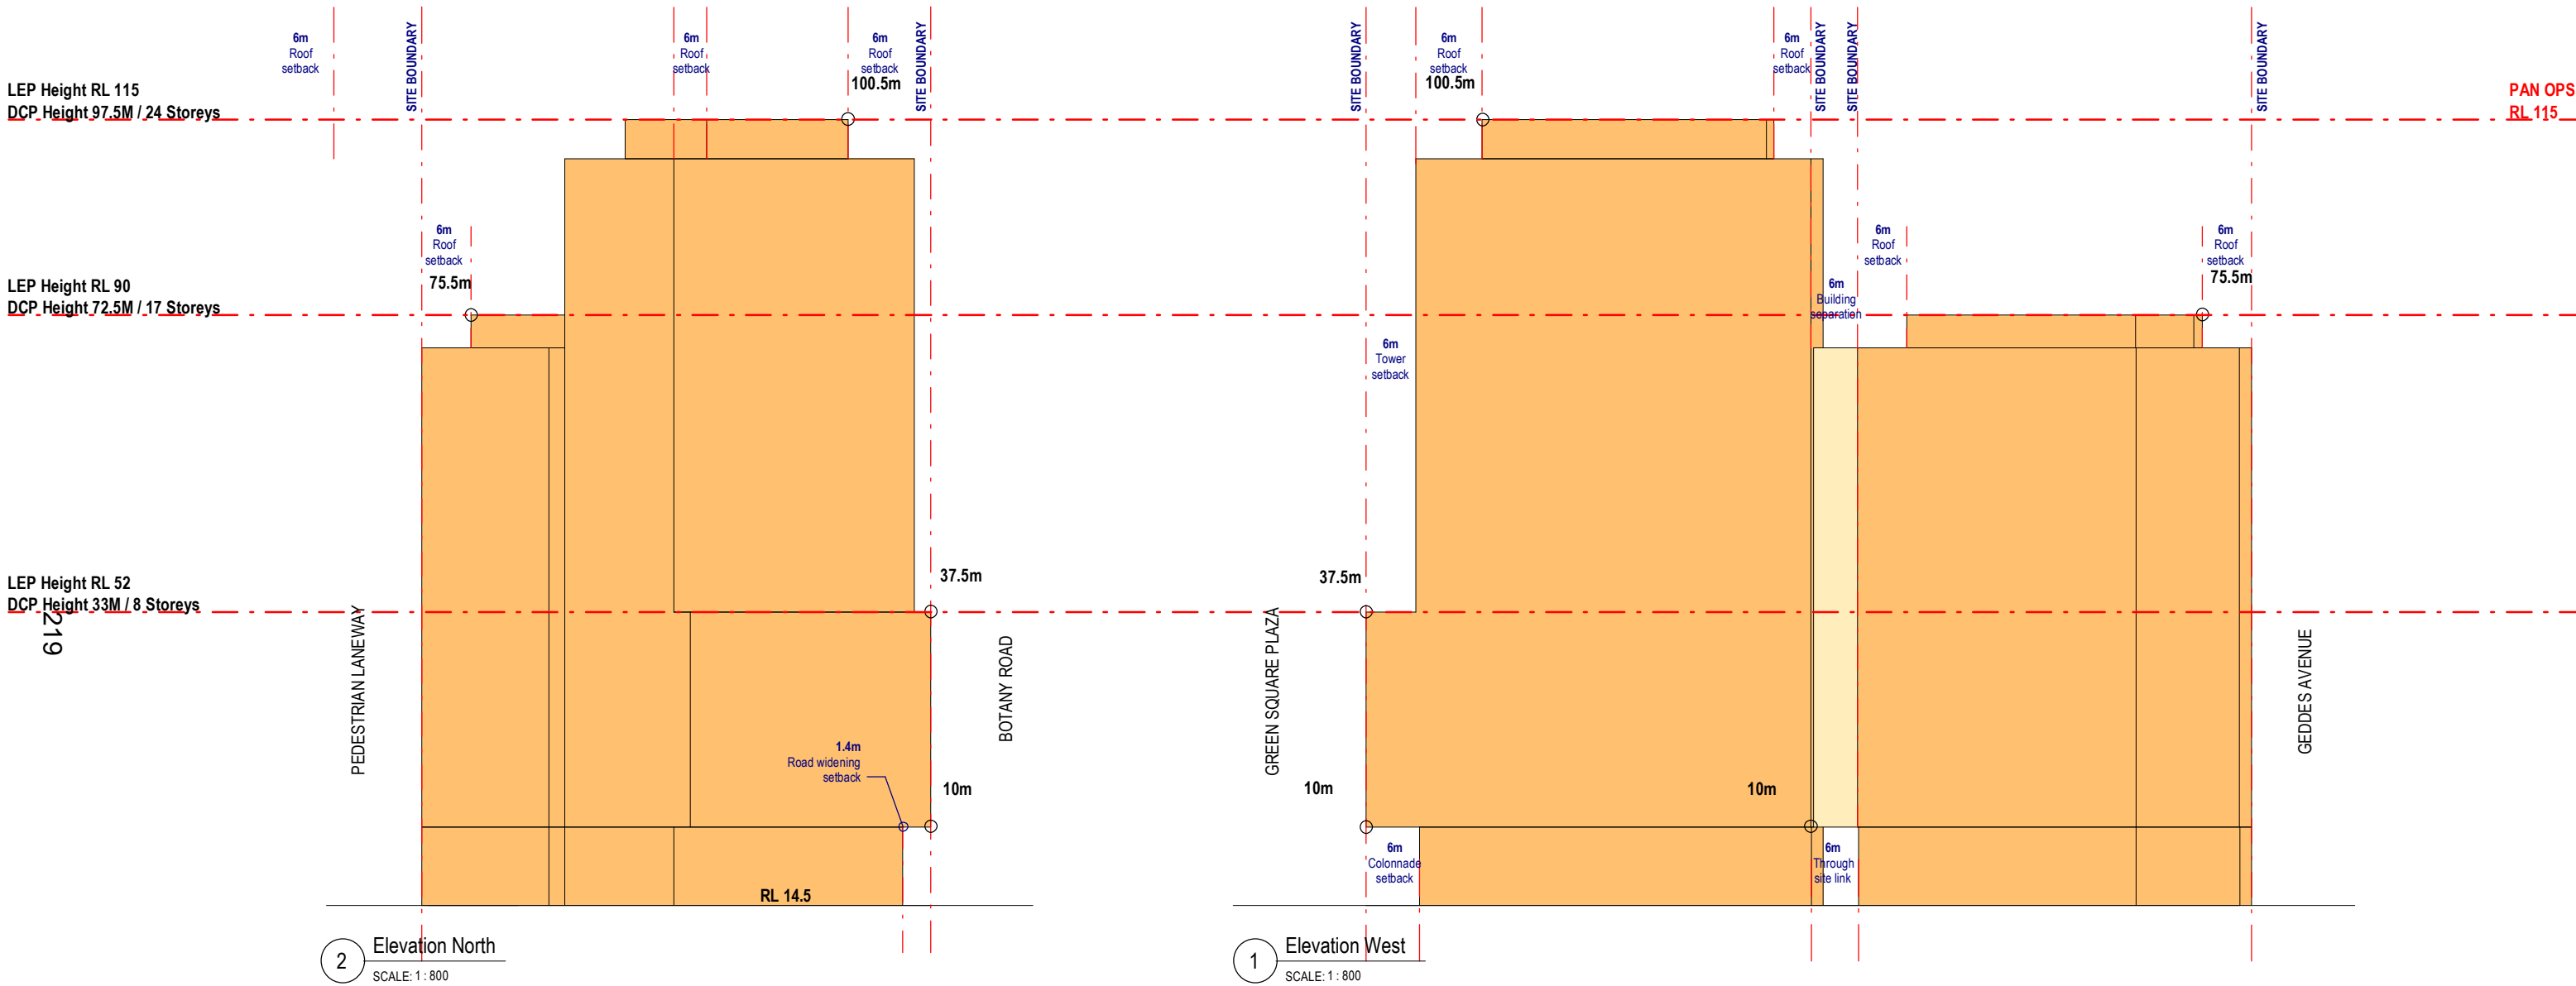 6m
Roof
setback
SITE BOUNDARY
6m
Roof
setback
6m
Roof
setback
100.5m
SITE BOUNDARY
SITE BOUNDARY
6m
Roof
setback
100.5m
6m
Roof
setback
SITE BOUNDARY
SITE BOUNDARY
SITE BOUNDARY
LEP Height RL 115
DCP Height 97.5M / 24 Storeys
PAN OPS
RL 115
6m
Roof
setback
75.5m
6m
Roof
setback
6m
Roof
setback
75.5m
LEP Height RL 90
DCP Height 72.5M / 17 Storeys
6m
Building
separation
6m
Tower
setback
LEP Height RL 52
DCP Height 33M / 8 Storeys
219
37.5m
37.5m
PEDESTRIAN LANEWAY
BOTANY ROAD
GREEN SQUARE PLAZA
GEDDES AVENUE
1.4m
Road widening
setback
10m
10m
10m
6m
Colonnade
setback
6m
Through
site link
RL 14.5
2
Elevation North
SCALE: 1 : 800
1
Elevation West
SCALE: 1 : 800